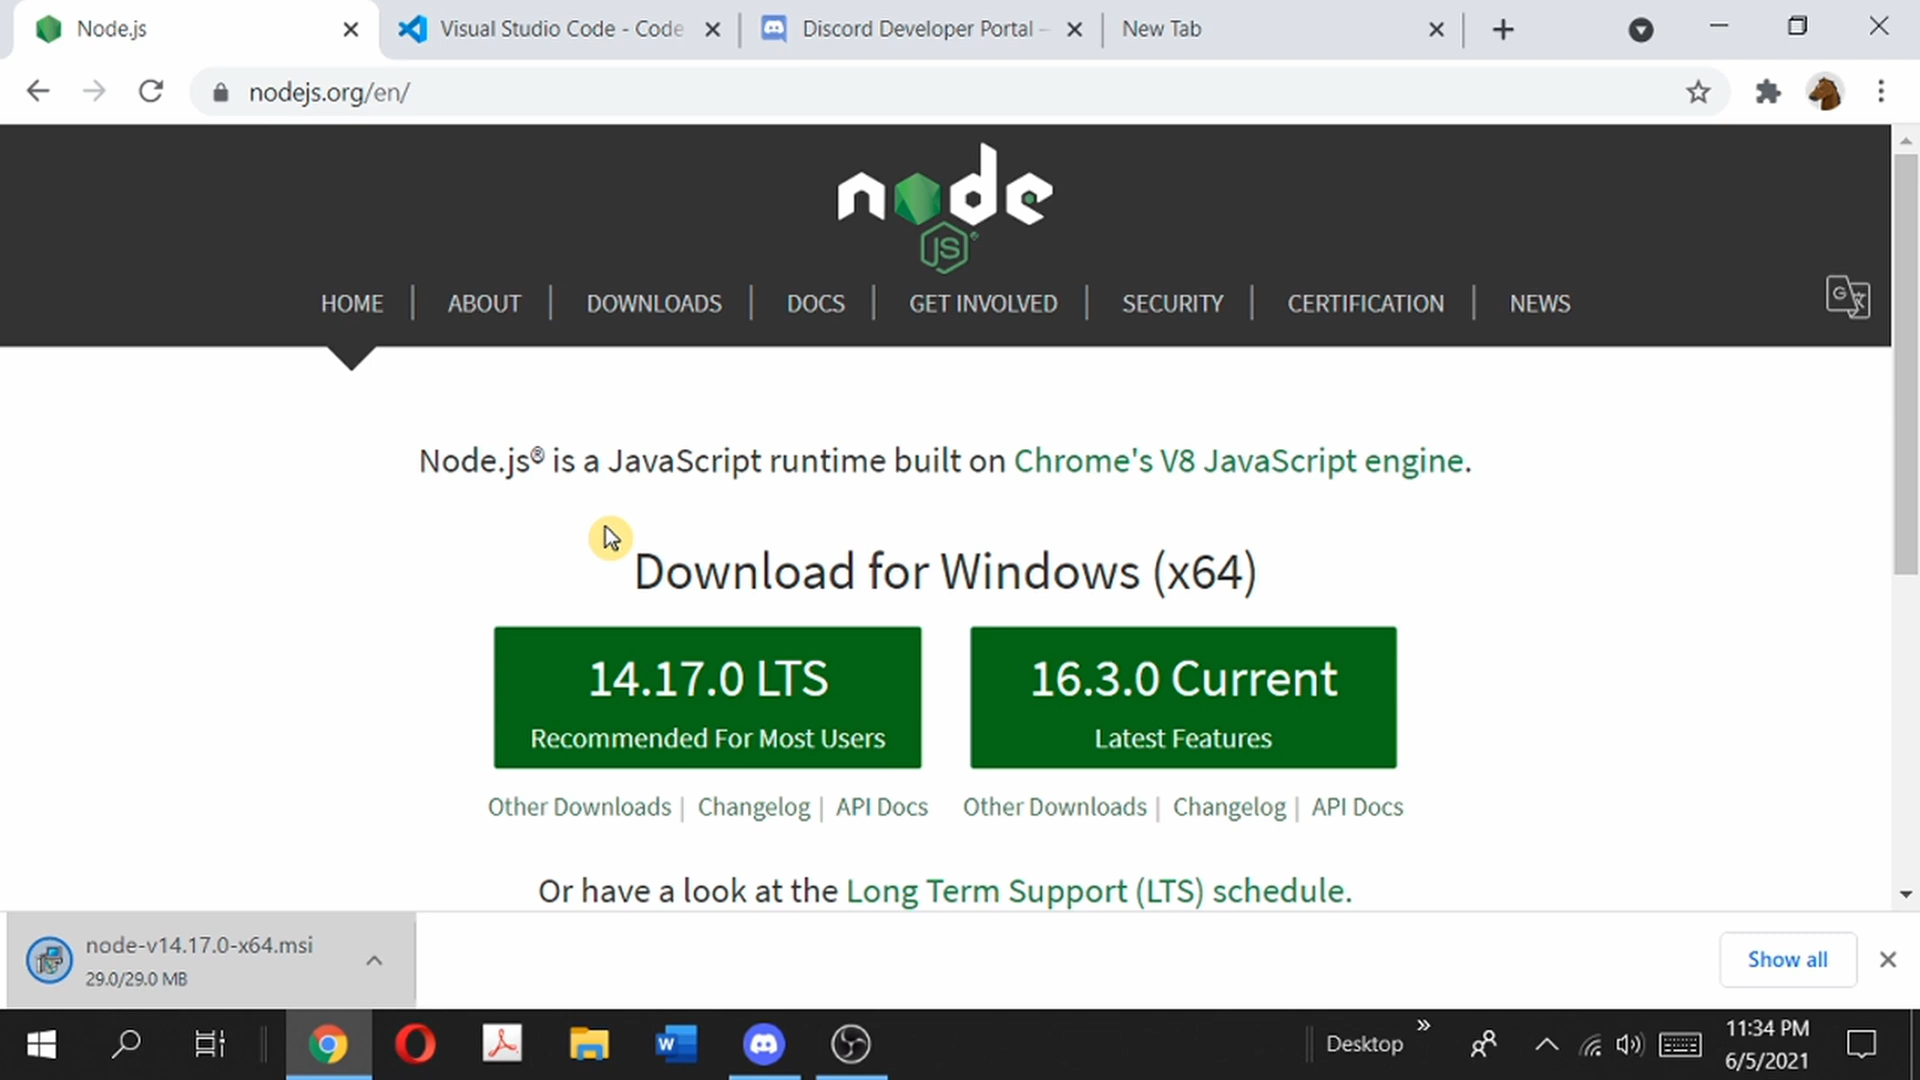 Node.js
Visual Studio Code - Code
Discord Developer Portal -
New Tab
nodejs.org/en/
node
JS
HOME | ABOUT | DOWNLOADS | DOCS | GET INVOLVED | SECURITY | CERTIFICATION | NEWS
Node.js® is a JavaScript runtime built on Chrome's V8 JavaScript engine.
Download for Windows (x64)
14.17.0 LTS
Recommended For Most Users
16.3.0 Current
Latest Features
Other Downloads | Changelog | API Docs
Other Downloads | Changelog | API Docs
Or have a look at the Long Term Support (LTS) schedule.
node-v14.17.0-x64.msi
29.0/29.0 MB
Show all
Desktop
11:34 PM
6/5/2021